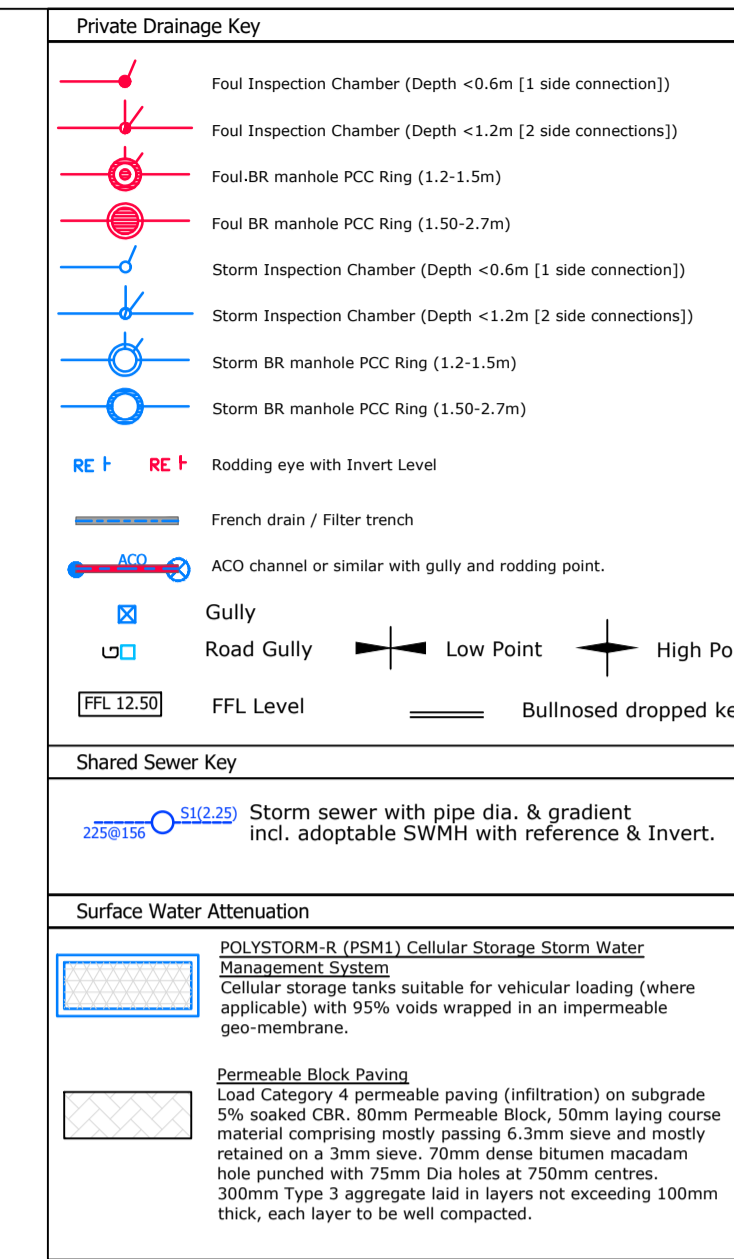 Private Drainage Key
Foul Inspection Chamber (Depth <0.6m [1 side connection])
Foul Inspection Chamber (Depth <1.2m [2 side connections])
Foul.BR manhole PCC Ring (1.2-1.5m)
Foul BR manhole PCC Ring (1.50-2.7m)
Storm Inspection Chamber (Depth <0.6m [1 side connection])
Storm Inspection Chamber (Depth <1.2m [2 side connections])
Storm BR manhole PCC Ring (1.2-1.5m)
Storm BR manhole PCC Ring (1.50-2.7m)
RE RE Rodding eye with Invert Level
French drain / Filter trench
ACO ACO channel or similar with gully and rodding point.
Gully
G Road Gully Low Point High Po
FFL 12.50 FFL Level Bullnosed dropped ke
Shared Sewer Key
S1(2.25) Storm sewer with pipe dia. & gradient
225@156 incl. adoptable SWMH with reference & Invert.
Surface Water Attenuation
POLYSTORM-R (PSM1) Cellular Storage Storm Water
Management System
Cellular storage tanks suitable for vehicular loading (where
applicable) with 95% voids wrapped in an impermeable
geo-membrane.
Permeable Block Paving
Load Category 4 permeable paving (infiltration) on subgrade
5% soaked CBR. 80mm Permeable Block, 50mm laying course
material comprising mostly passing 6.3mm sieve and mostly
retained on a 3mm sieve. 70mm dense bitumen macadam
hole punched with 75mm Dia holes at 750mm centres.
300mm Type 3 aggregate laid in layers not exceeding 100mm
thick, each layer to be well compacted.